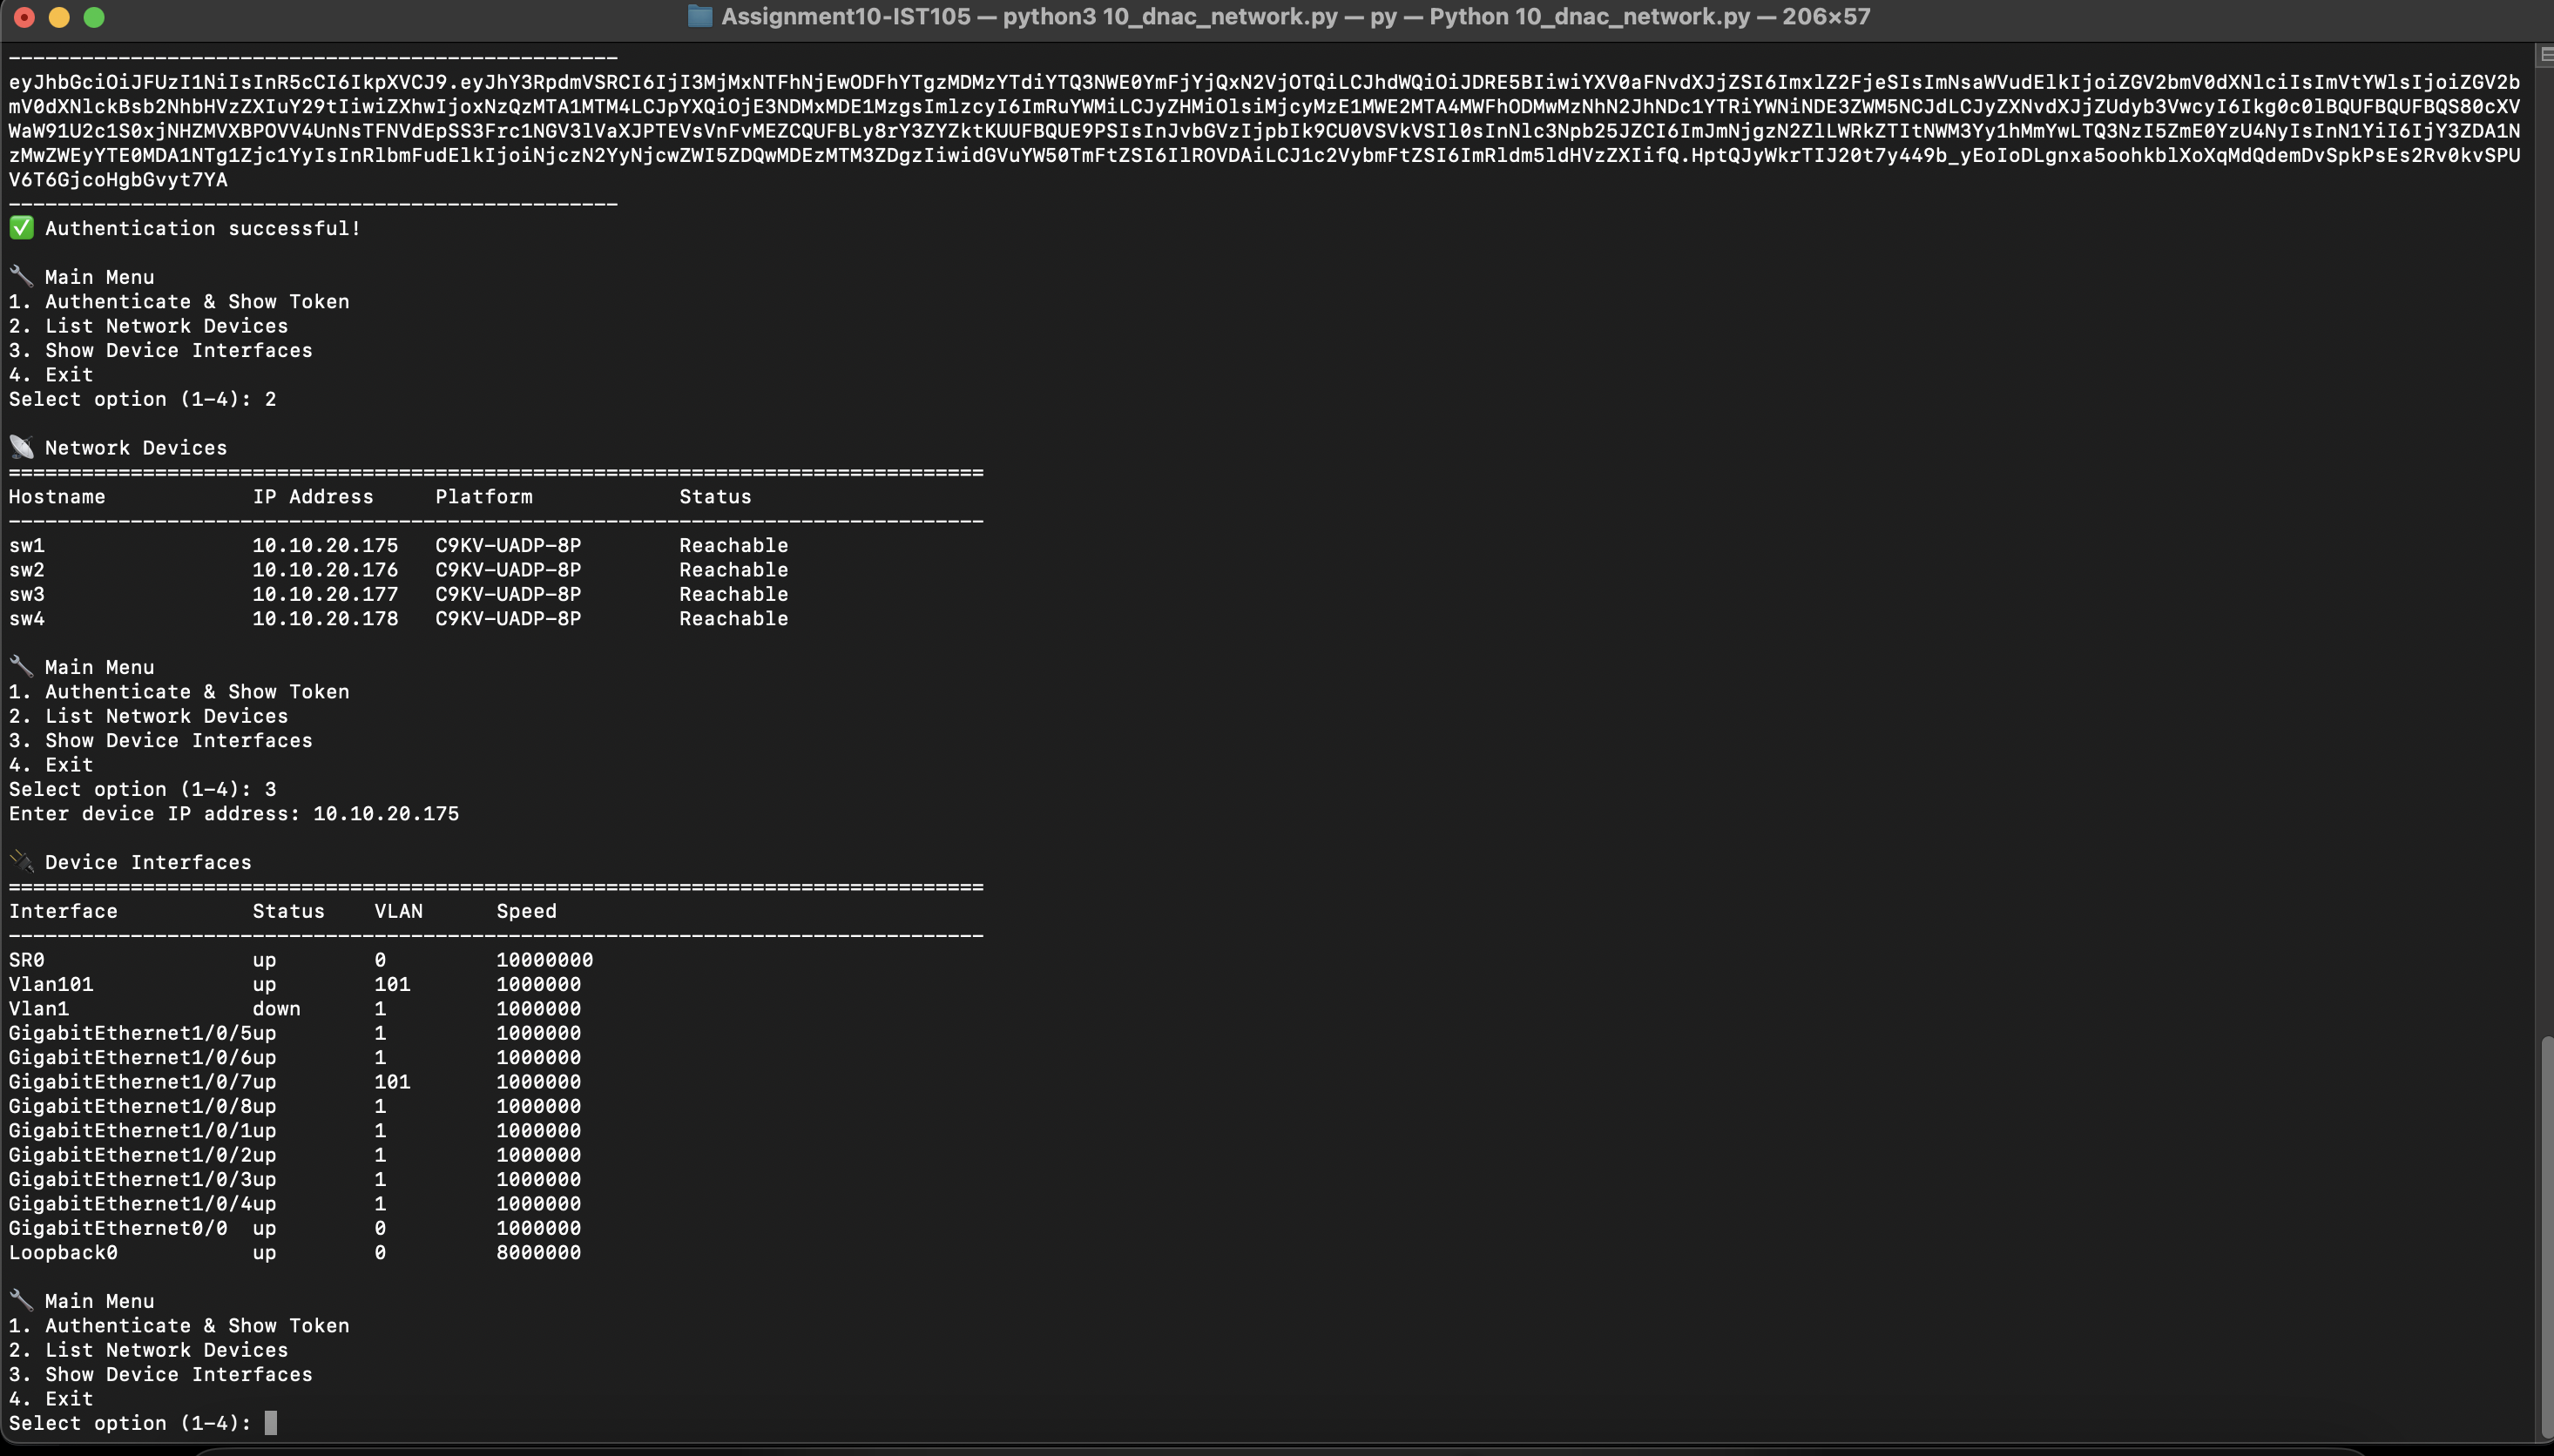 Assignment10-IST105 — python3 10_dnac_network.py — py — Python 10_dnac_network.py — 206×57
--------------------------------------------------
eyJhbGciOiJFUzI1NiIsInR5cCI6IkpXVCJ9.eyJhY3RpdmVSRCI6IjI3MjMxNTFhNjEwODFhYTgzMDMzYTdiYTQ3NWE0YmFjYjQxN2VjOTQiLCJhdWQiOiJDRE5BIiwiYXV0aFNvdXJjZSI6ImxlZ2FjeSIsImNsaWVudElkIjoiZGV2bmV0dXNlciIsImVtYWlsIjoiZGV2b
mV0dXNlckBsb2NhbHVzZXIuY29tIiwiZXhwIjoxNzQzMTA1MTM4LCJpYXQiOjE3NDMxMDE1MzgsImlzcyI6ImRuYWMiLCJyZHMiOlsiMjcyMzE1MWE2MTA4MWFhODMwMzNhN2JhNDc1YTRiYWNiNDE3ZWM5NCJdLCJyZXNvdXJjZUdyb3VwcyI6Ikg0c0lBQUFBQUFBQS80cXV
WaW91U2c1S0xjNHZMVXBPOVV4UnNsTFNVdEpSS3Frc1NGV3lVaXJPTEVsVnFvMEZCQUFBLy8rY3ZYZktKUUFBQUE9PSIsInJvbGVzIjpbIk9CU0VSVkVSIl0sInNlc3Npb25JZCI6ImJmNjgzN2ZlLWRkZTItNWM3Yy1hMmYwLTQ3NzI5ZmE0YzU4NyIsInN1YiI6IjY3ZDA1N
zMwZWEyYTE0MDA1NTg1Zjc1YyIsInRlbmFudElkIjoiNjczN2YyNjcwZWI5ZDQwMDEzMTM3ZDgzIiwidGVuYW50TmFtZSI6IlROVDAiLCJ1c2VybmFtZSI6ImRldm5ldHVzZXIifQ.HptQJyWkrTIJ20t7y449b_yEoIoDLgnxa5oohkblXoXqMdQdemDvSpkPsEs2Rv0kvSPU
V6T6GjcoHgbGvyt7YA
--------------------------------------------------
✅ Authentication successful!
🔧 Main Menu
1. Authenticate & Show Token
2. List Network Devices
3. Show Device Interfaces
4. Exit
Select option (1-4): 2
📡 Network Devices
================================================================================
Hostname            IP Address     Platform            Status
--------------------------------------------------------------------------------
sw1                 10.10.20.175   C9KV-UADP-8P        Reachable
sw2                 10.10.20.176   C9KV-UADP-8P        Reachable
sw3                 10.10.20.177   C9KV-UADP-8P        Reachable
sw4                 10.10.20.178   C9KV-UADP-8P        Reachable
🔧 Main Menu
1. Authenticate & Show Token
2. List Network Devices
3. Show Device Interfaces
4. Exit
Select option (1-4): 3
Enter device IP address: 10.10.20.175
🔌 Device Interfaces
================================================================================
Interface           Status    VLAN      Speed
--------------------------------------------------------------------------------
SR0                 up        0         10000000
Vlan101             up        101       1000000
Vlan1               down      1         1000000
GigabitEthernet1/0/5up        1         1000000
GigabitEthernet1/0/6up        1         1000000
GigabitEthernet1/0/7up        101       1000000
GigabitEthernet1/0/8up        1         1000000
GigabitEthernet1/0/1up        1         1000000
GigabitEthernet1/0/2up        1         1000000
GigabitEthernet1/0/3up        1         1000000
GigabitEthernet1/0/4up        1         1000000
GigabitEthernet0/0  up        0         1000000
Loopback0           up        0         8000000
🔧 Main Menu
1. Authenticate & Show Token
2. List Network Devices
3. Show Device Interfaces
4. Exit
Select option (1-4):